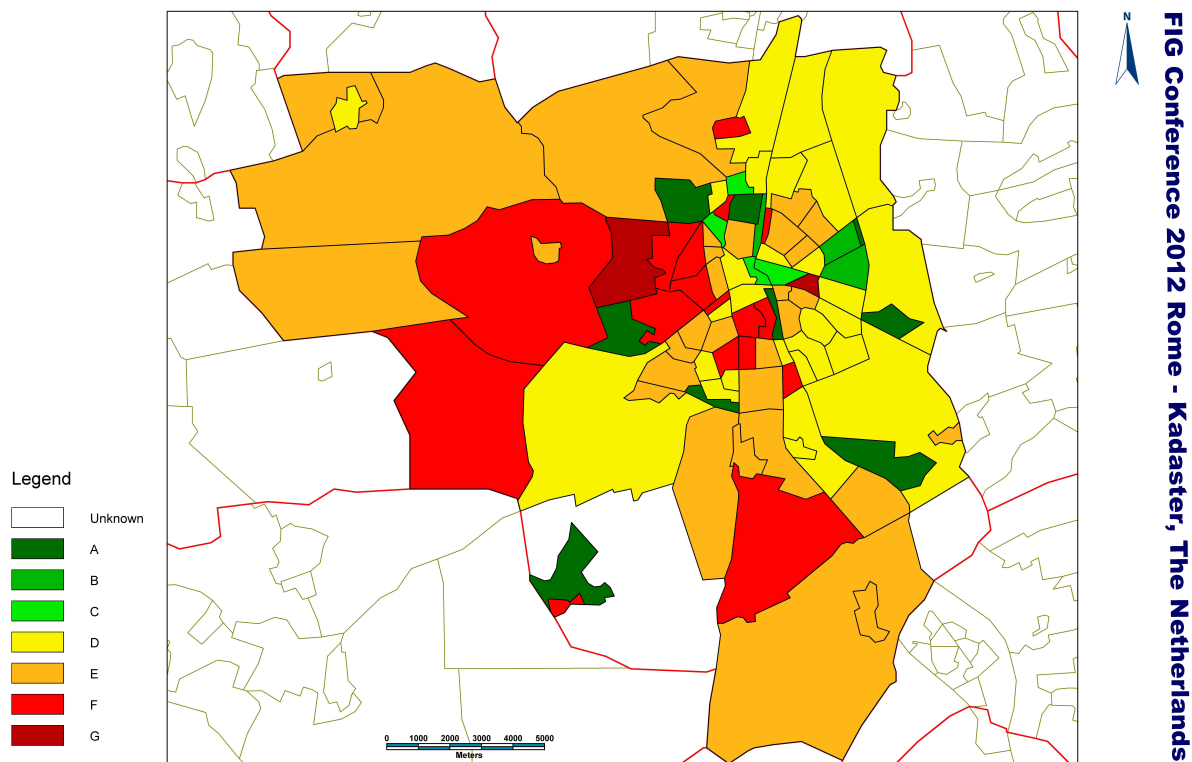 N
FIG Conference 2012 Rome - Kadaster, The Netherlands
Legend
Unknown
A
B
C
D
E
F
G
0 1000 2000 3000 4000 5000
Meters